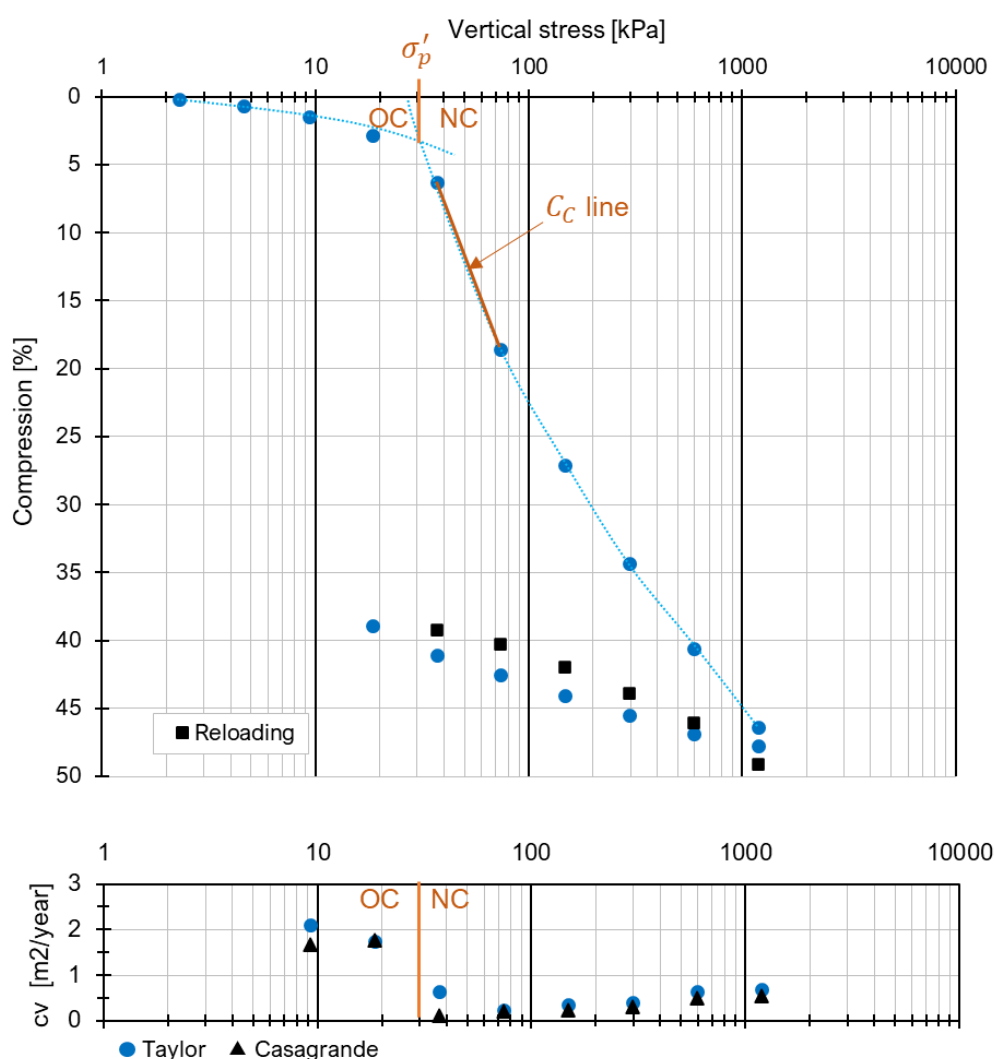 Vertical stress [kPa]
σ′p
1 10 100 1000 10000
0
OC NC
5
10
C_C line
15
20
25
30
35
40
45
50
Compression [%]
Reloading
1 10 100 1000 10000
3
OC NC
2
1
0
cv [m2/year]
Taylor Casagrande